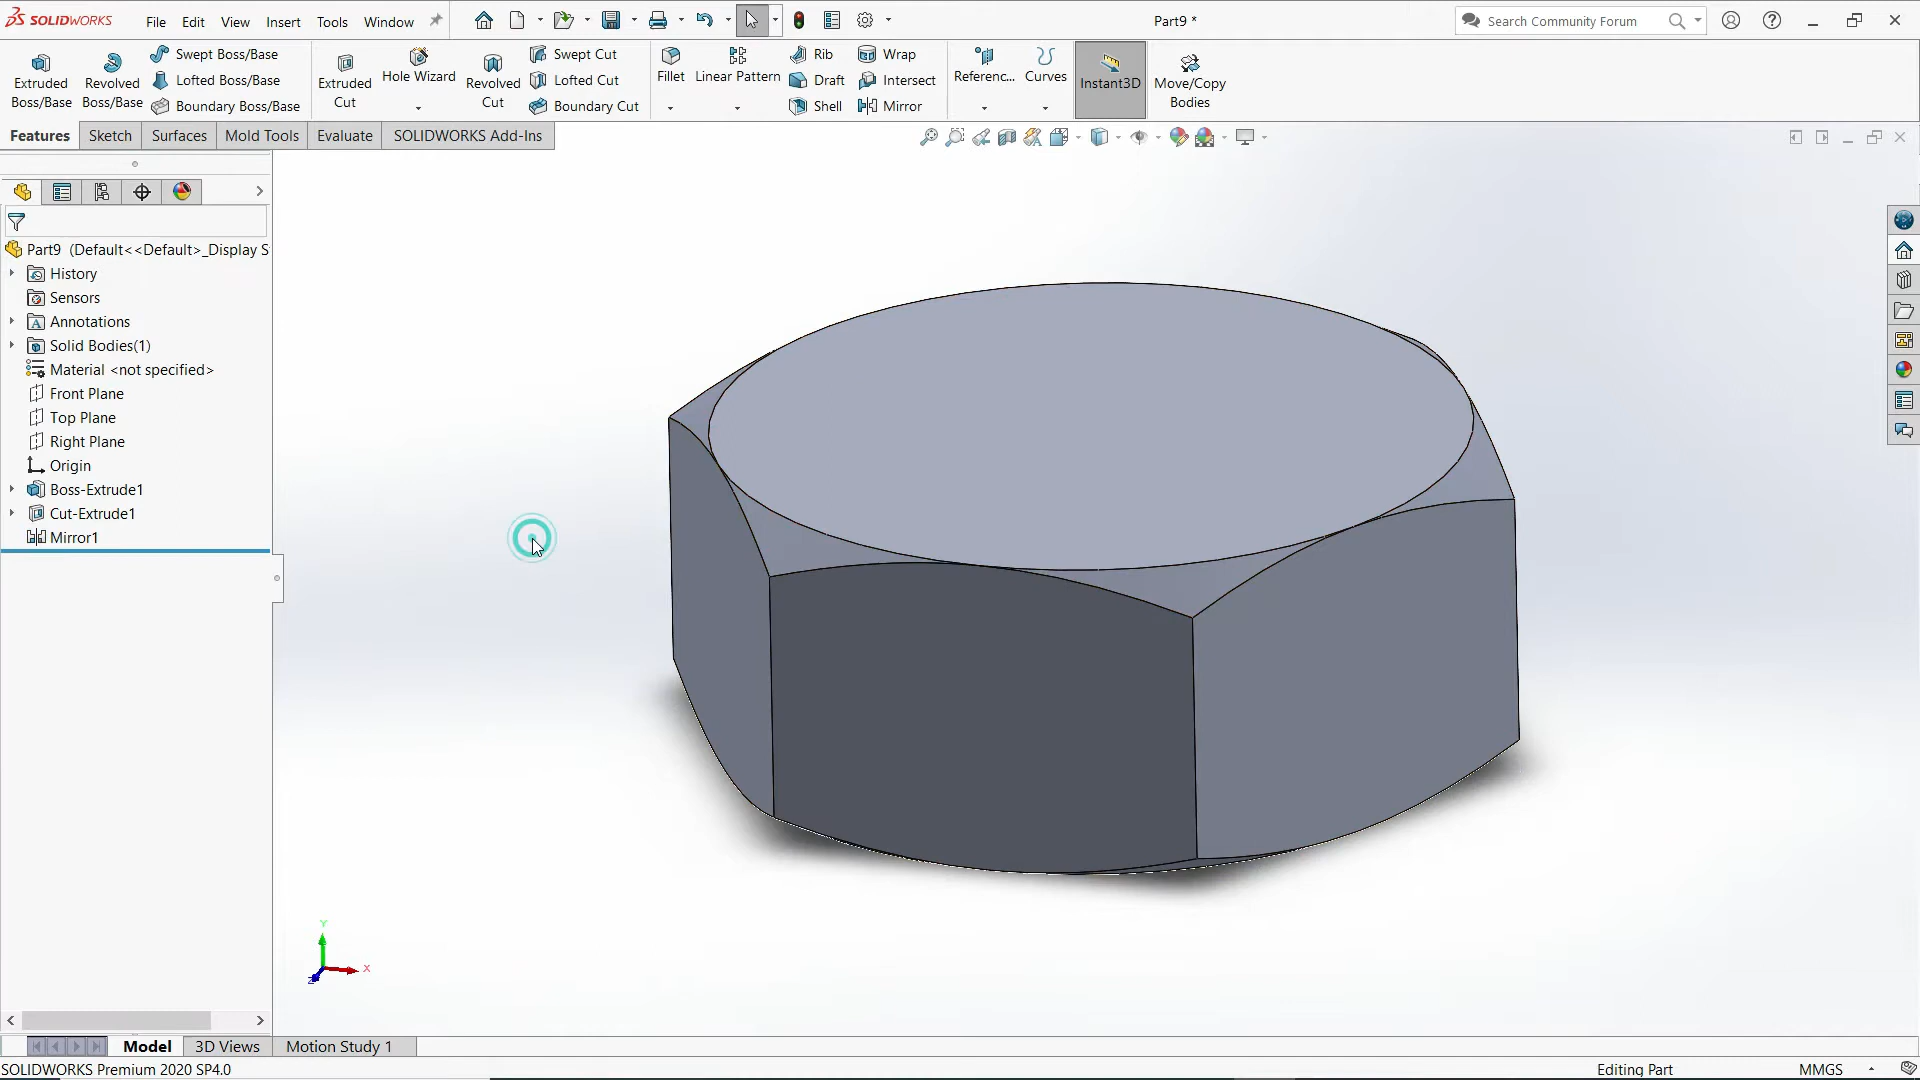 SOLIDWORKS
File Edit View Insert Tools Window
Part9 *
Search Community Forum
Extruded Boss/Base
Revolved Boss/Base
Swept Boss/Base
Lofted Boss/Base
Boundary Boss/Base
Extruded Cut
Hole Wizard
Revolved Cut
Swept Cut
Lofted Cut
Boundary Cut
Fillet
Linear Pattern
Rib
Draft
Shell
Wrap
Intersect
Mirror
Referenc...
Curves
Instant3D
Move/Copy Bodies
Features Sketch Surfaces Mold Tools Evaluate SOLIDWORKS Add-Ins
Part9 (Default<<Default>_Display S
History
Sensors
A Annotations
Solid Bodies(1)
Material <not specified>
Front Plane
Top Plane
Right Plane
Origin
Boss-Extrude1
Cut-Extrude1
Mirror1
Y
X
Z
Model 3D Views Motion Study 1
SOLIDWORKS Premium 2020 SP4.0
Editing Part
MMGS